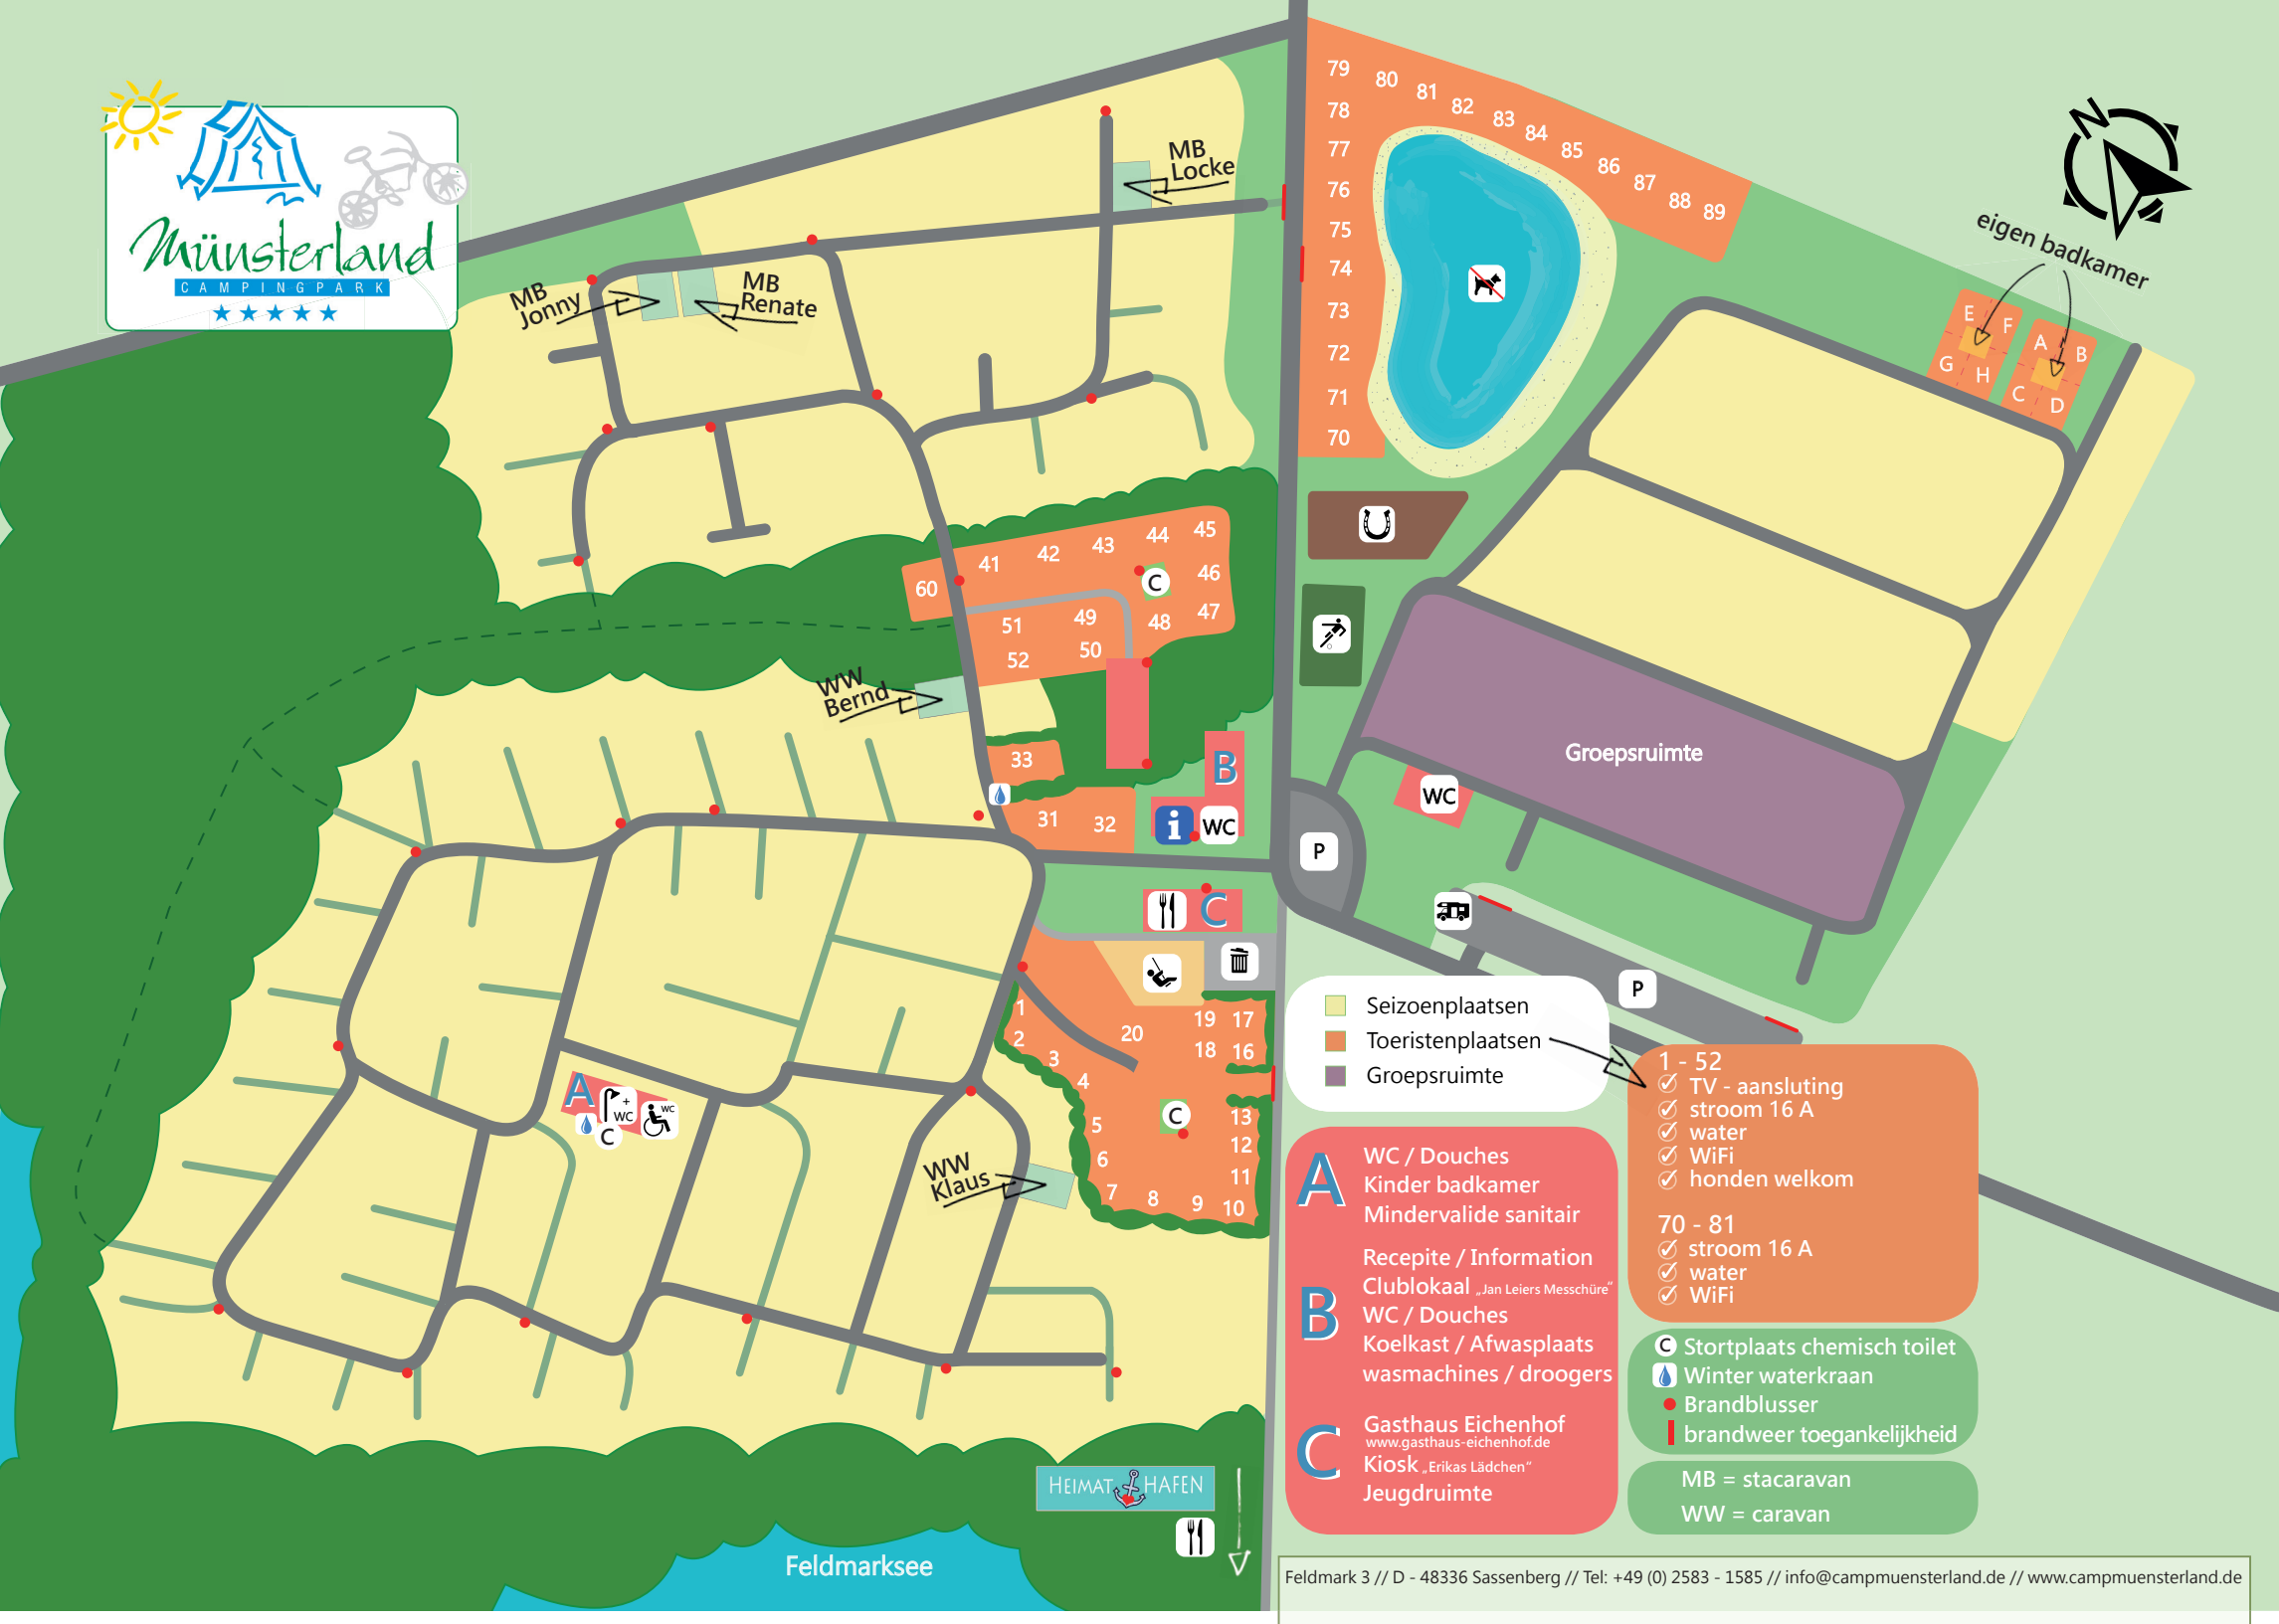 Münsterland
CAMPINGPARK
MB
Locke
MB
Jonny
MB
Renate
79
80
81
82
83
84
85
86
87
88
89
78
77
76
75
74
73
72
71
70
N
eigen badkamer
E
F
G
H
A
B
C
D
60
41
42
43
44
45
C
46
47
48
49
50
51
52
WW
Bernd
33
31
32
B
i
WC
P
Groepsruimte
WC
C
P
1
2
3
4
5
6
7
8
9
10
11
12
13
16
17
18
19
20
C
A
+
WC
WC
C
WW
Klaus
Seizoenplaatsen
Toeristenplaatsen
Groepsruimte
A
WC / Douches
Kinder badkamer
Mindervalide sanitair
B
Recepite / Information
Clublokaal „Jan Leiers Messchüre“
WC / Douches
Koelkast / Afwasplaats
wasmachines / droogers
C
Gasthaus Eichenhof
www.gasthaus-eichenhof.de
Kiosk „Erikas Lädchen“
Jeugdruimte
1 - 52
TV - aansluting
stroom 16 A
water
WiFi
honden welkom
70 - 81
stroom 16 A
water
WiFi
C Stortplaats chemisch toilet
Winter waterkraan
Brandblusser
brandweer toegankelijkheid
MB = stacaravan
WW = caravan
HEIMAT HAFEN
Feldmarksee
Feldmark 3 // D - 48336 Sassenberg // Tel: +49 (0) 2583 - 1585 // info@campmuensterland.de // www.campmuensterland.de